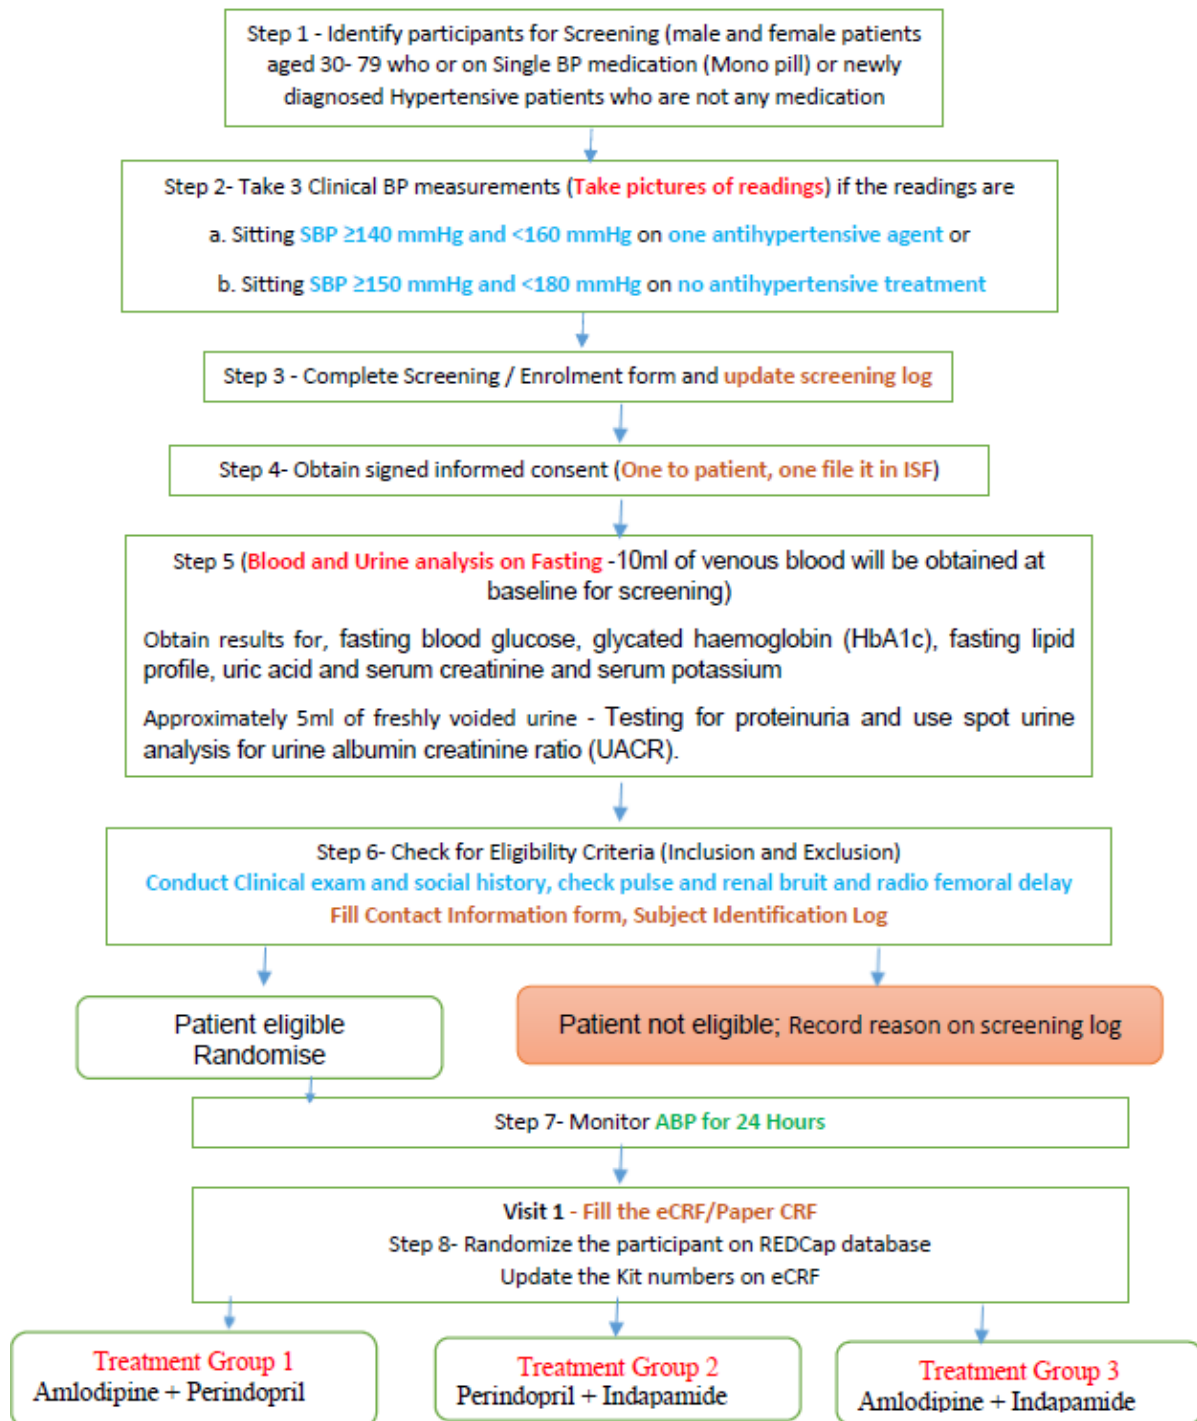 Step 1 - Identify participants for Screening (male and female patients
aged 30- 79 who or on Single BP medication (Mono pill) or newly
diagnosed Hypertensive patients who are not any medication
Step 2- Take 3 Clinical BP measurements (Take pictures of readings) if the readings are
a. Sitting SBP ≥140 mmHg and <160 mmHg on one antihypertensive agent or
b. Sitting SBP ≥150 mmHg and <180 mmHg on no antihypertensive treatment
Step 3 - Complete Screening / Enrolment form and update screening log
Step 4- Obtain signed informed consent (One to patient, one file it in ISF)
Step 5 (Blood and Urine analysis on Fasting -10ml of venous blood will be obtained at
baseline for screening)
Obtain results for, fasting blood glucose, glycated haemoglobin (HbA1c), fasting lipid
profile, uric acid and serum creatinine and serum potassium
Approximately 5ml of freshly voided urine - Testing for proteinuria and use spot urine
analysis for urine albumin creatinine ratio (UACR).
Step 6- Check for Eligibility Criteria (Inclusion and Exclusion)
Conduct Clinical exam and social history, check pulse and renal bruit and radio femoral delay
Fill Contact Information form, Subject Identification Log
Patient eligible
Randomise
Patient not eligible; Record reason on screening log
Step 7- Monitor ABP for 24 Hours
Visit 1 - Fill the eCRF/Paper CRF
Step 8- Randomize the participant on REDCap database
Update the Kit numbers on eCRF
Treatment Group 1
Amlodipine + Perindopril
Treatment Group 2
Perindopril + Indapamide
Treatment Group 3
Amlodipine + Indapamide